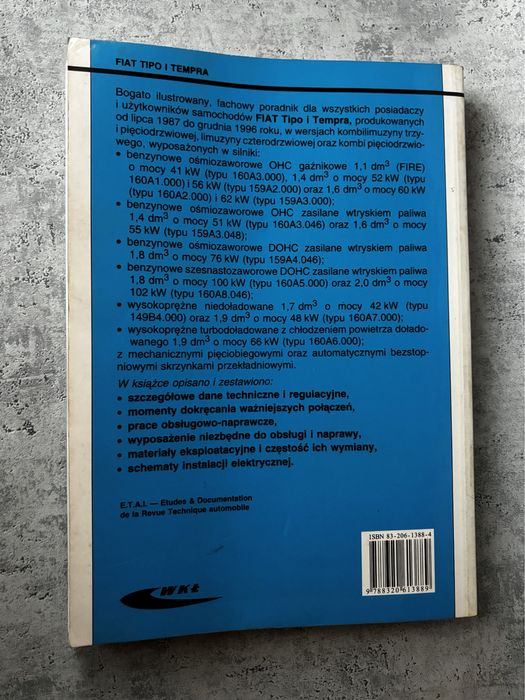 FIAT TIPO I TEMPRA
Bogato ilustrowany, fachowy poradnik dla wszystkich posiadaczy
i użytkowników samochodów FIAT Tipo i Tempra, produkowanych
od lipca 1987 do grudnia 1996 roku, w wersjach kombilimuzyny trzy-
i pięciodrzwiowej, limuzyny czterodrzwiowej oraz kombi pięciodrzwio-
wego, wyposażonych w silniki:
• benzynowe ośmiozaworowe OHC gaźnikowe 1,1 dm³ (FIRE)
o mocy 41 kW (typu 160A3.000), 1,4 dm³ o mocy 52 kW (typu
160A1.000) i 56 kW (typu 159A2.000) oraz 1,6 dm³ o mocy 60 kW
(typu 160A2.000) i 62 kW (typu 159A3.000);
• benzynowe ośmiozaworowe OHC zasilane wtryskiem paliwa
1,4 dm³ o mocy 51 kW (typu 160A3.046) oraz 1,6 dm³ o mocy
55 kW (typu 159A3.048);
• benzynowe ośmiozaworowe DOHC zasilane wtryskiem paliwa
1,8 dm³ o mocy 76 kW (typu 159A4.046);
• benzynowe szesnastozaworowe DOHC zasilane wtryskiem paliwa
1,8 dm³ o mocy 100 kW (typu 160A5.000) oraz 2,0 dm³ o mocy
102 kW (typu 160A8.046);
• wysokoprężne niedoładowane 1,7 dm³ o mocy 42 kW (typu
149B4.000) oraz 1,9 dm³ o mocy 48 kW (typu 160A7.000);
• wysokoprężne turbodoładowane z chłodzeniem powietrza dolado-
wanego 1,9 dm³ o mocy 66 kW (typu 160A6.000);
z mechanicznymi pięciobiegowymi oraz automatycznymi bezstop-
niowymi skrzynkami przekładniowymi.
W książce opisano i zestawiono:
• szczegółowe dane techniczne i regulacyjne,
• momenty dokręcania ważniejszych połączeń,
• prace obsługowo-naprawcze,
• wyposażenie niezbędne do obsługi i naprawy,
• materiały eksploatacyjne i częstość ich wymiany,
• schematy instalacji elektrycznej.
E.T.A.I. — Etudes & Documentation
de la Revue Technique automobile
ISBN 83-206-1388-4
9 788320 613889
WKŁ